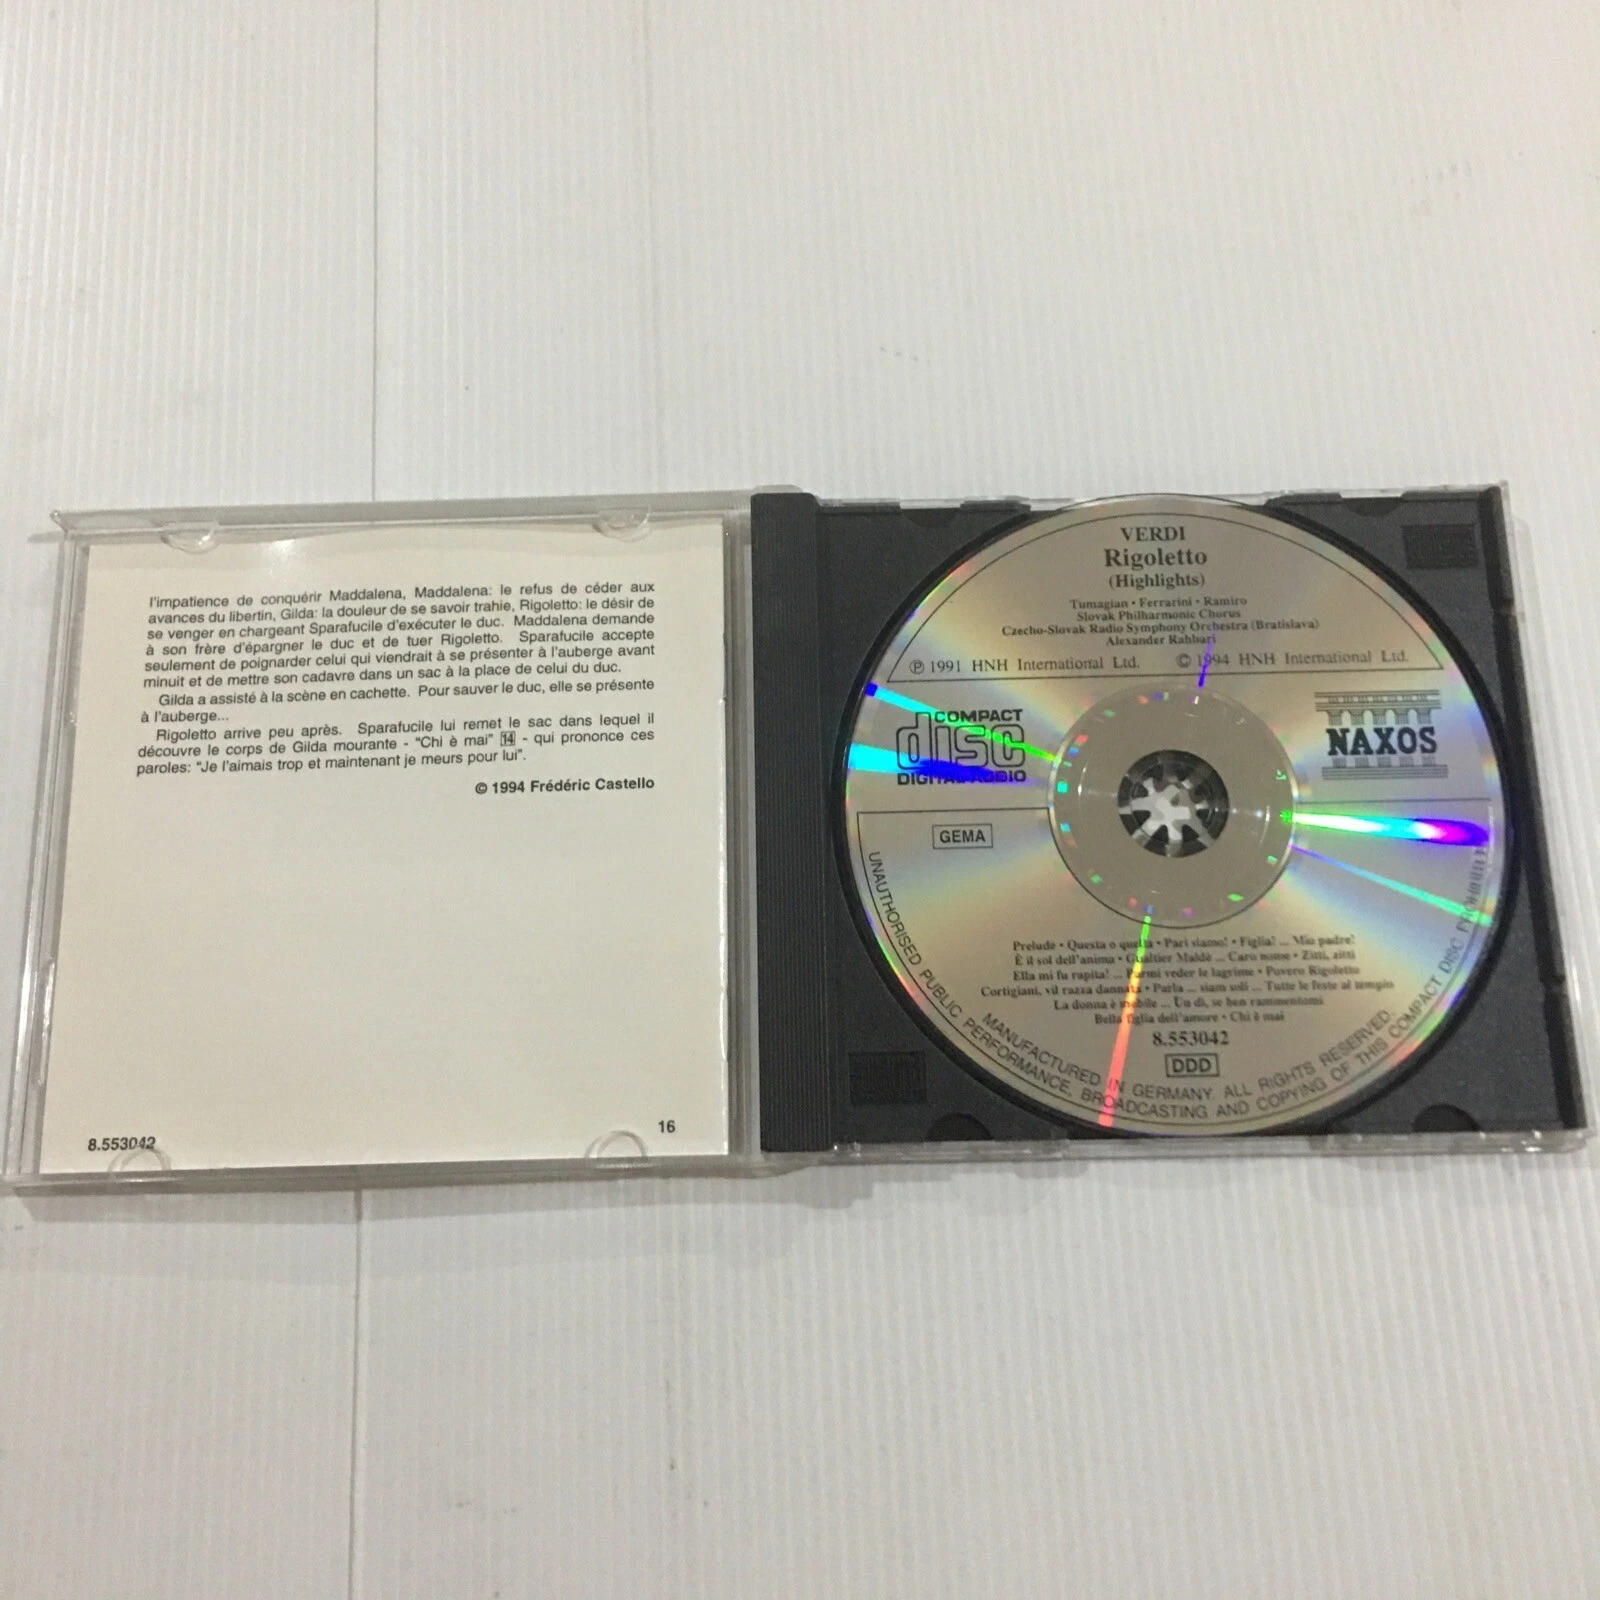 l'impatience de conquérir Maddalena, Maddalena: le refus de céder aux
avances du libertin, Gilda: la douleur de se savoir trahie, Rigoletto: le désir de
se venger en chargeant Sparafucile d'exécuter le duc. Maddalena demande
à son frère d'épargner le duc et de tuer Rigoletto. Sparafucile accepte
seulement de poignarder celui qui viendrait à se présenter à l'auberge avant
minuit et de mettre son cadavre dans un sac à la place de celui du duc.
Gilda a assisté à la scène en cachette. Pour sauver le duc, elle se présente
à l'auberge...
Rigoletto arrive peu après. Sparafucile lui remet le sac dans lequel il
découvre le corps de Gilda mourante - "Chi è mai" 14 - qui prononce ces
paroles: "Je l'aimais trop et maintenant je meurs pour lui".
© 1994 Frédéric Castello
8.553042
16
VERDI
Rigoletto
(Highlights)
Tumagian • Ferrarini • Ramiro
Slovak Philharmonic Chorus
Czecho-Slovak Radio Symphony Orchestra (Bratislava)
Alexander Rahbari
℗ 1991 HNH International Ltd. © 1994 HNH International Ltd.
COMPACT
disc
DIGITAL AUDIO
NAXOS
GEMA
Prelude • Questa o quella • Pari siamo! • Figlia! ... Mio padre!
È il sol dell'anima • Gualtier Maldè ... Caro nome • Zitti, zitti
Ella mi fu rapita! ... Parmi veder le lagrime • Povero Rigoletto
Cortigiani, vil razza dannata • Parla ... siam soli ... Tutte le feste al tempio
La donna è mobile ... Un dì, se ben rammentomi
Bella figlia dell'amore • Chi è mai
8.553042
DDD
MANUFACTURED IN GERMANY. ALL RIGHTS RESERVED.
UNAUTHORISED PUBLIC PERFORMANCE, BROADCASTING AND COPYING OF THIS COMPACT DISC PROHIBITED